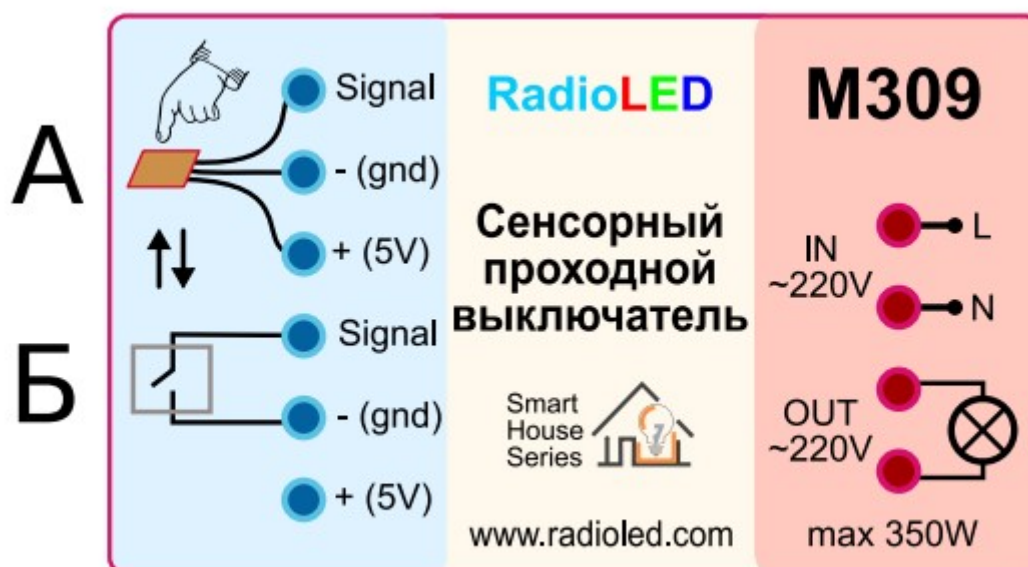 А
Б
Signal
- (gnd)
+ (5V)
Signal
- (gnd)
+ (5V)
RadioLED
Сенсорный
проходной
выключатель
Smart
House
Series
www.radioled.com
M309
IN
~220V
L
N
OUT
~220V
max 350W